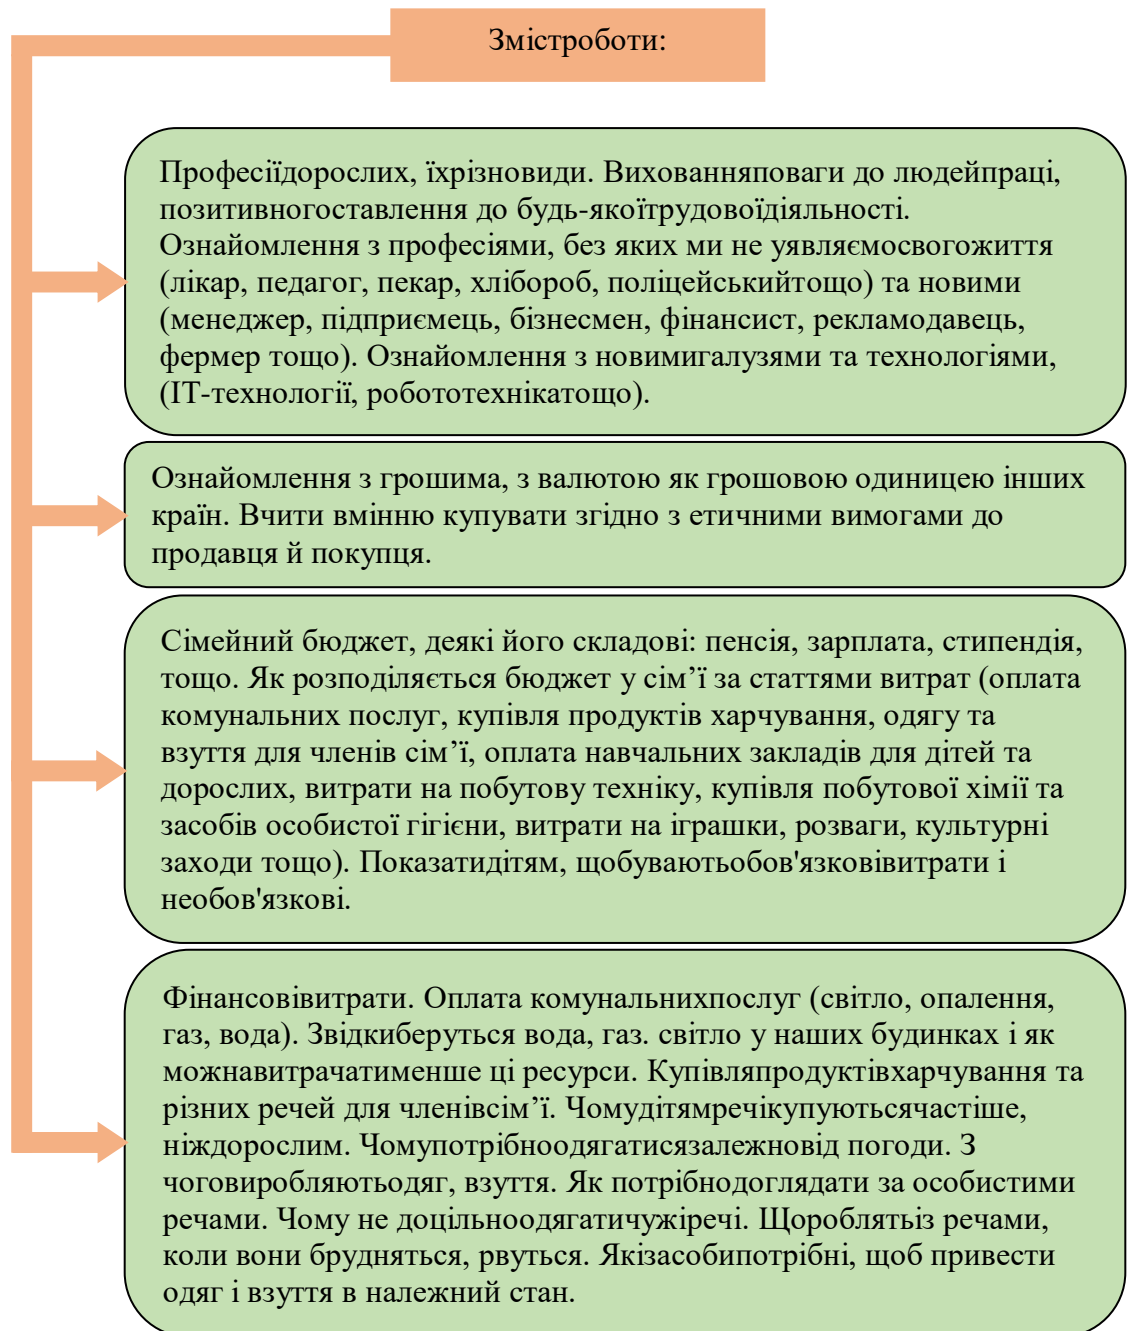 Змістроботи:
Професіїдорослих, їхрізновиди. Вихованняповаги до людейпраці,
позитивногоставлення до будь-якоїтрудовоїдіяльності.
Ознайомлення з професіями, без яких ми не уявляємосвогожиття
(лікар, педагог, пекар, хлібороб, поліцейськийтощо) та новими
(менеджер, підприємець, бізнесмен, фінансист, рекламодавець,
фермер тощо). Ознайомлення з новимигалузями та технологіями,
(ІТ-технології, робототехнікатощо).
Ознайомлення з грошима, з валютою як грошовою одиницею інших
країн. Вчити вмінню купувати згідно з етичними вимогами до
продавця й покупця.
Сімейний бюджет, деякі його складові: пенсія, зарплата, стипендія,
тощо. Як розподіляється бюджет у сім’ї за статтями витрат (оплата
комунальних послуг, купівля продуктів харчування, одягу та
взуття для членів сім’ї, оплата навчальних закладів для дітей та
дорослих, витрати на побутову техніку, купівля побутової хімії та
засобів особистої гігієни, витрати на іграшки, розваги, культурні
заходи тощо). Показатидітям, щобуваютьобов'язковівитрати і
необов'язкові.
Фінансовівитрати. Оплата комунальнихпослуг (світло, опалення,
газ, вода). Звідкиберуться вода, газ. світло у наших будинках і як
можнавитрачатименше ці ресурси. Купівляпродуктівхарчування та
різних речей для членівсім’ї. Чомудітямречікупуютьсячастіше,
ніждорослим. Чомупотрібноодягатисязалежновід погоди. З
чоговиробляютьодяг, взуття. Як потрібнодоглядати за особистими
речами. Чому не доцільноодягатичужіречі. Щороблятьіз речами,
коли вони брудняться, рвуться. Якізасобипотрібні, щоб привести
одяг і взуття в належний стан.